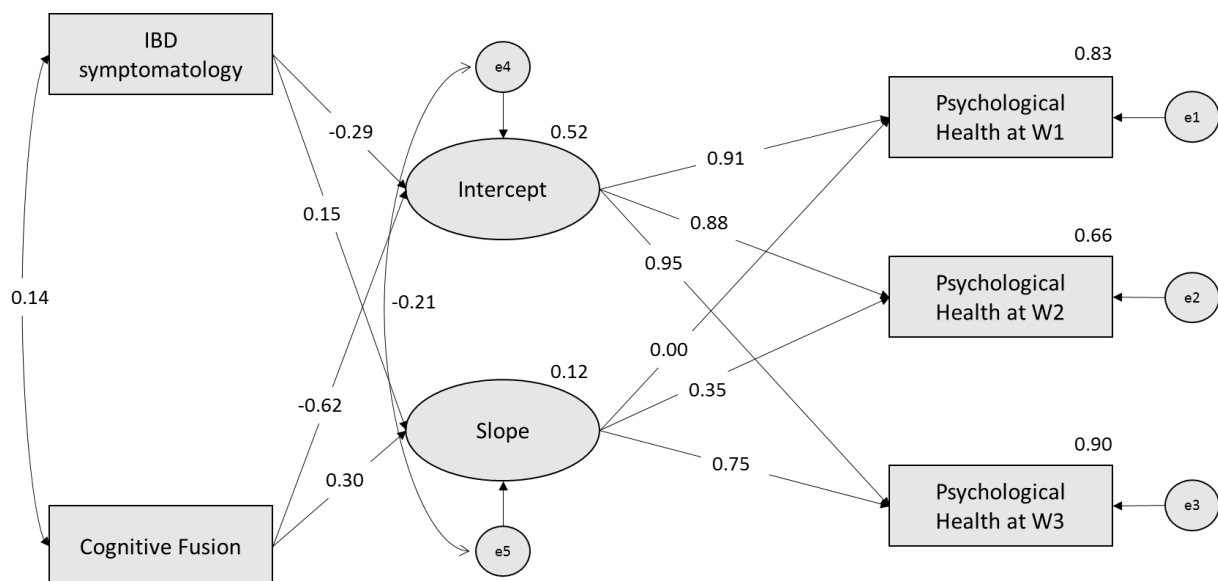 IBD
symptomatology
e4
0.83
Psychological
Health at W1
e1
-0.29
0.52
Intercept
0.91
0.15
0.88
0.66
0.95
Psychological
Health at W2
e2
0.14
-0.21
0.00
0.12
0.35
-0.62
Slope
0.90
0.75
0.30
Psychological
Health at W3
e3
Cognitive Fusion
e5